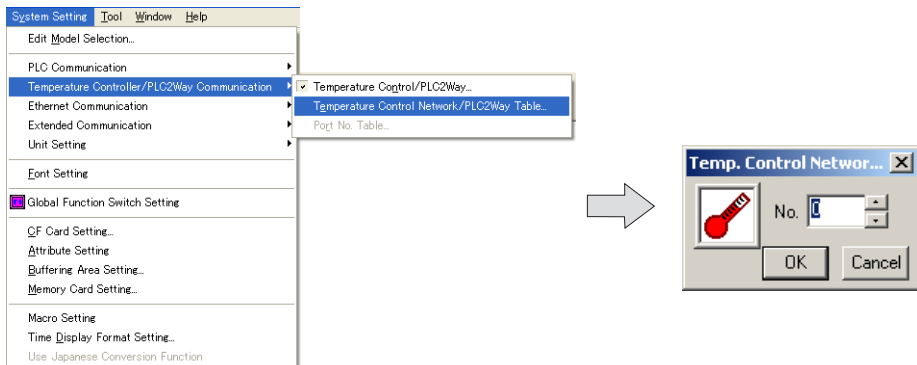 System Setting Tool Window Help
Edit Model Selection...
PLC Communication
Temperature Controller/PLC2Way Communication
Temperature Control/PLC2Way...
Temperature Control Network/PLC2Way Table...
Port No. Table...
Ethernet Communication
Extended Communication
Unit Setting
Font Setting
Global Function Switch Setting
CF Card Setting...
Attribute Setting
Buffering Area Setting...
Memory Card Setting...
Macro Setting
Time Display Format Setting...
Use Japanese Conversion Function
Temp. Control Networ...
No. 0
OK Cancel